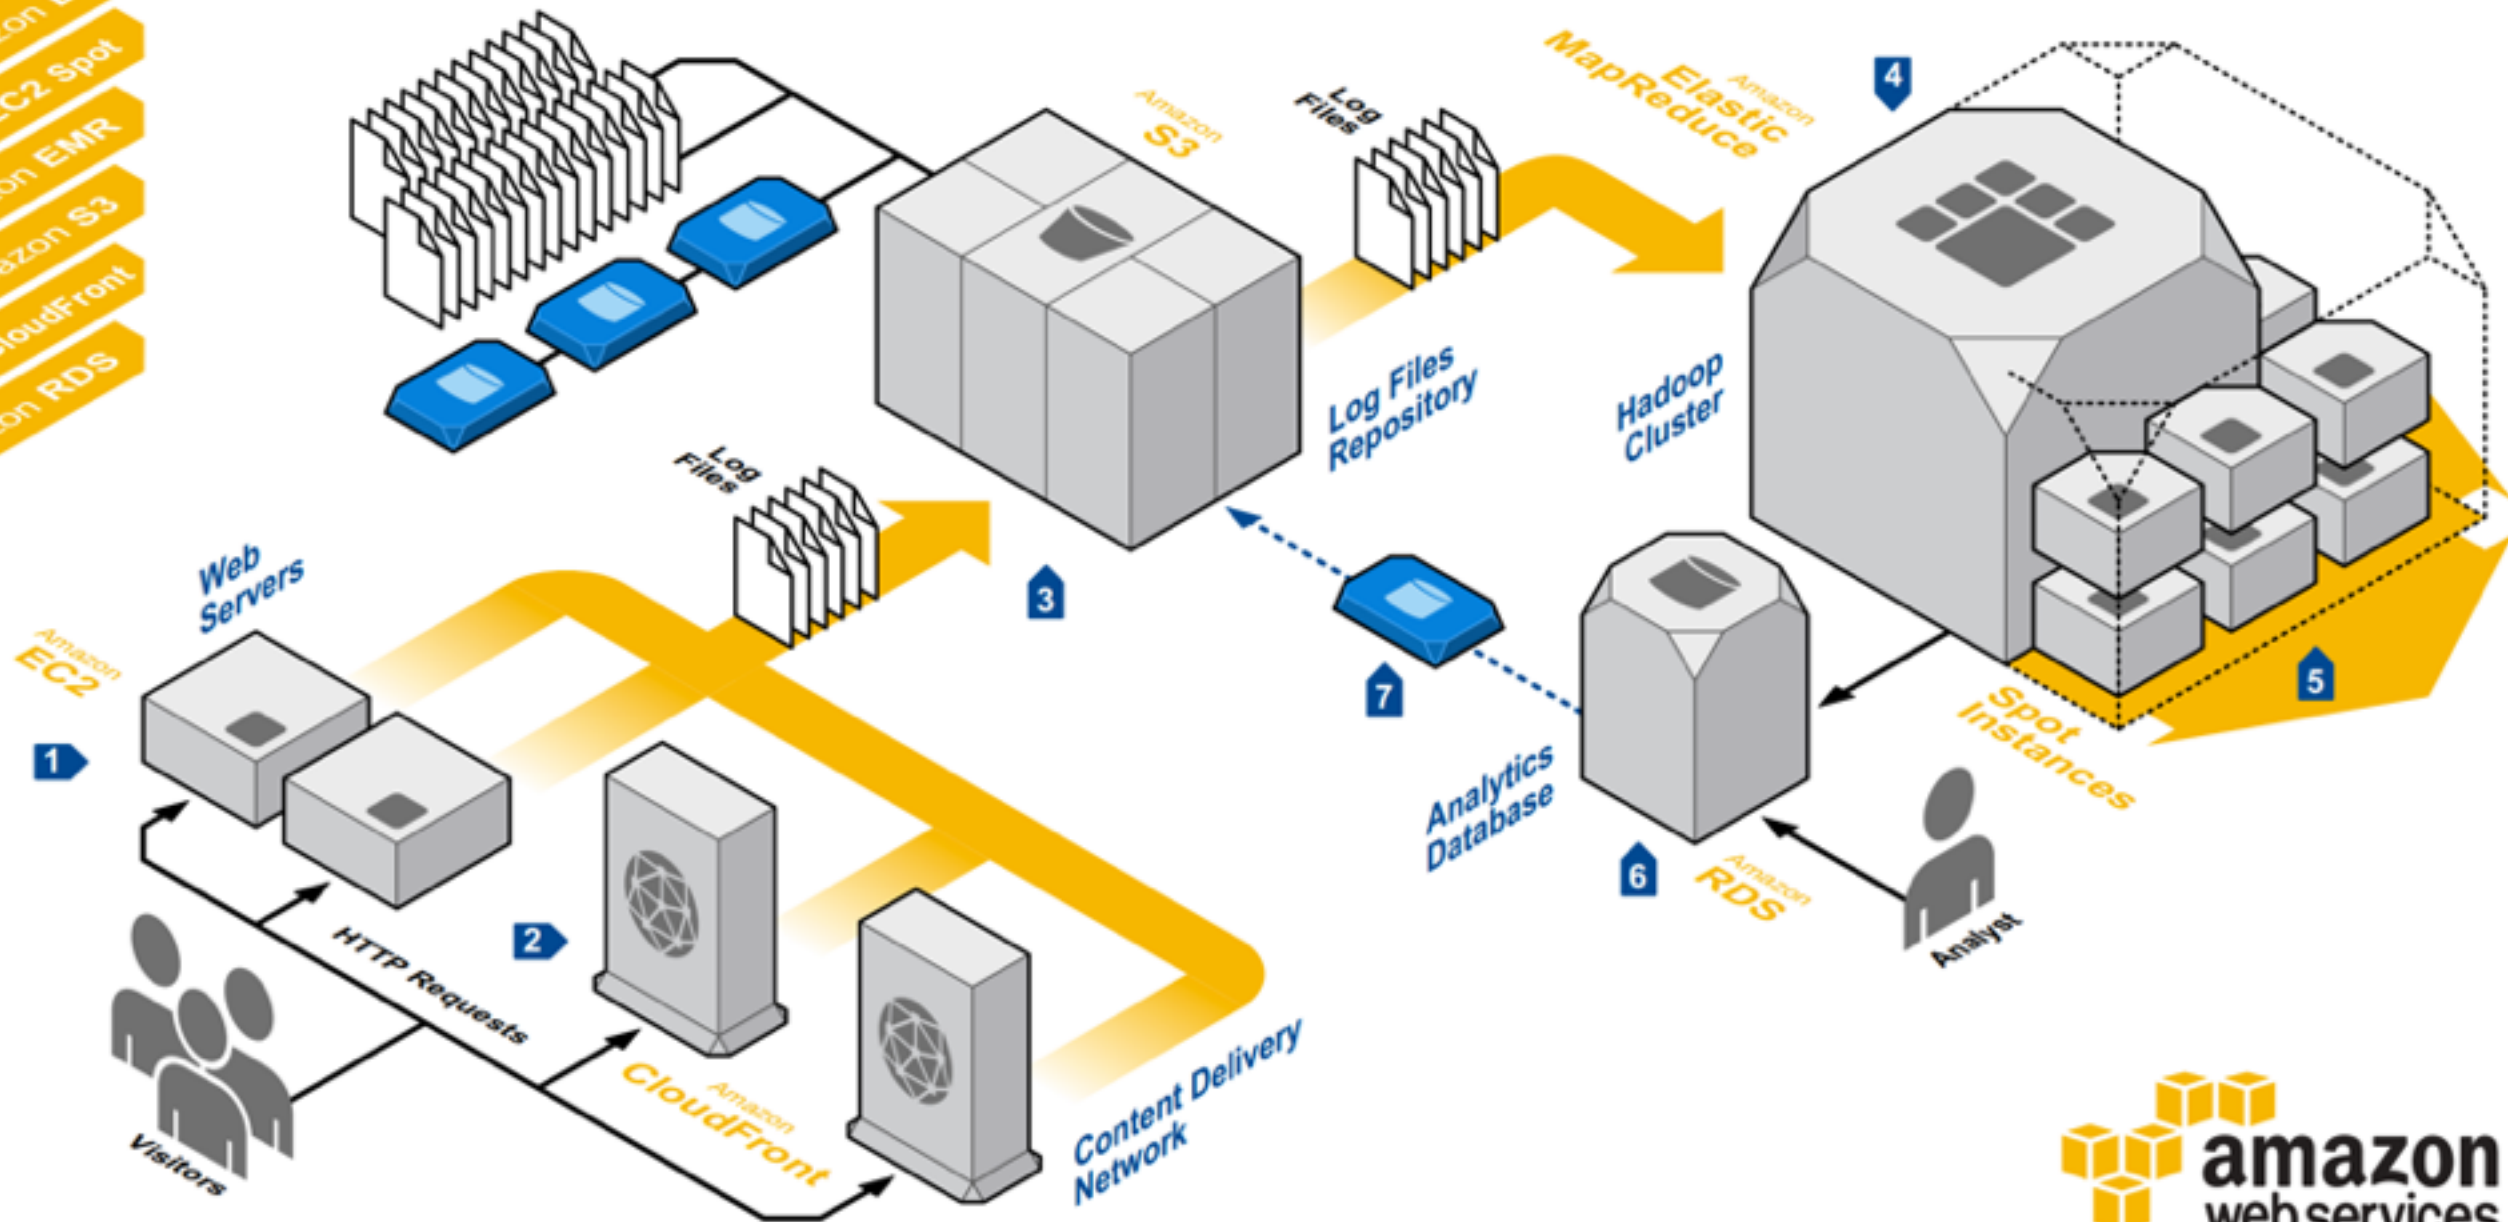 EC2 Spot
EMR
S3
CloudFront
RDS
Amazon
S3
Log
Files
Amazon
Elastic
MapReduce
4
Log Files
Repository
Hadoop
Cluster
Log
Files
Web
Servers
3
Amazon
EC2
1
7
5
Spot
Instances
Analytics
Database
6
Amazon
RDS
Analyst
2
HTTP Requests
Amazon
CloudFront
Content Delivery
Network
Visitors
amazon
webservices